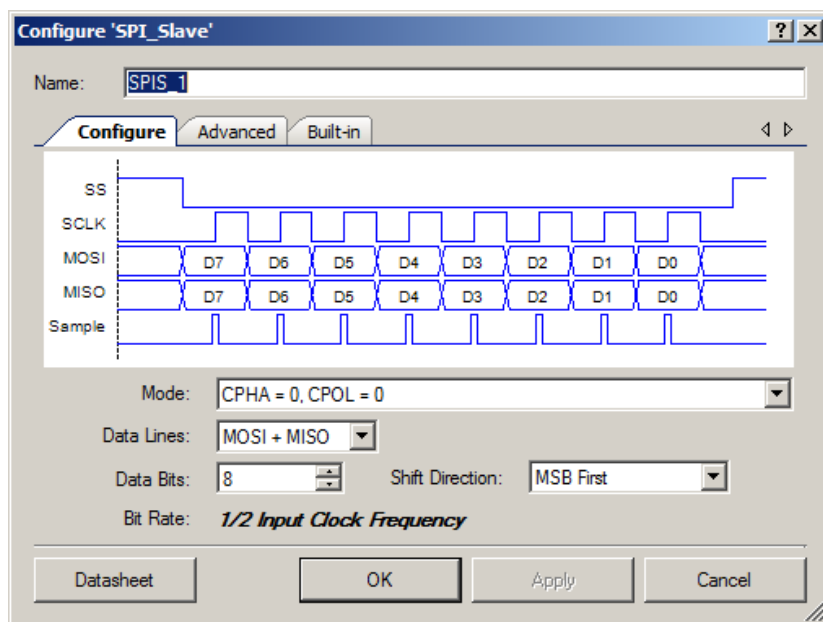 Configure 'SPI_Slave'
Name: SPIS_1
Configure Advanced Built-in
SS
SCLK
MOSI D7 D6 D5 D4 D3 D2 D1 D0
MISO D7 D6 D5 D4 D3 D2 D1 D0
Sample
Mode: CPHA = 0, CPOL = 0
Data Lines: MOSI + MISO
Data Bits: 8 Shift Direction: MSB First
Bit Rate: 1/2 Input Clock Frequency
Datasheet OK Apply Cancel